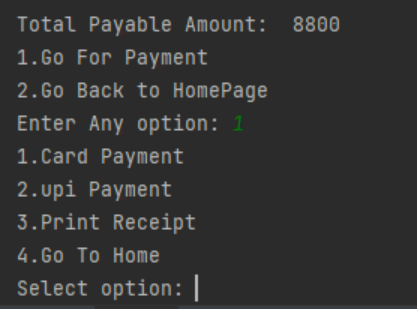 Total Payable Amount:  8800
1.Go For Payment
2.Go Back to HomePage
Enter Any option: 1
1.Card Payment
2.upi Payment
3.Print Receipt
4.Go To Home
Select option: